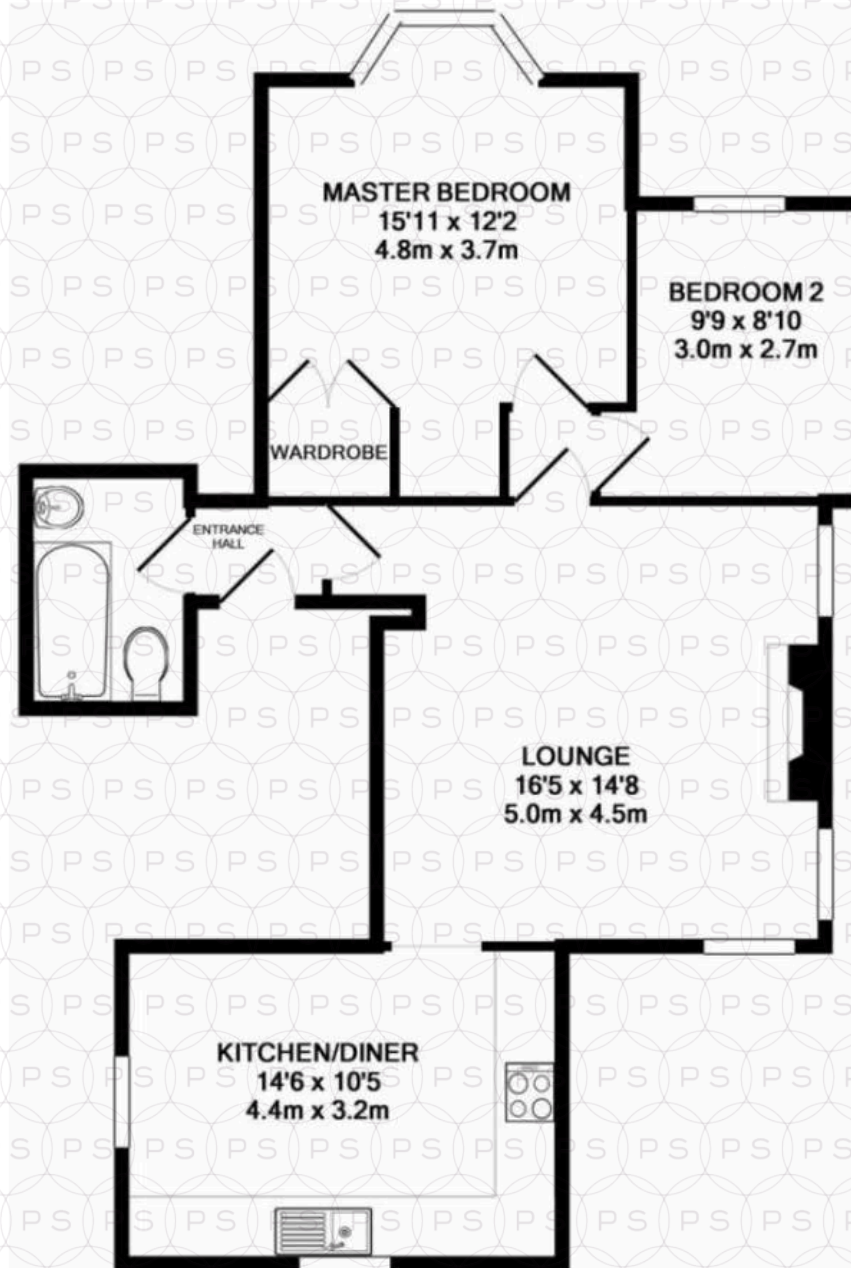 MASTER BEDROOM
15'11 x 12'2
4.8m x 3.7m
BEDROOM 2
9'9 x 8'10
3.0m x 2.7m
WARDROBE
ENTRANCE
HALL
LOUNGE
16'5 x 14'8
5.0m x 4.5m
KITCHEN/DINER
14'6 x 10'5
4.4m x 3.2m